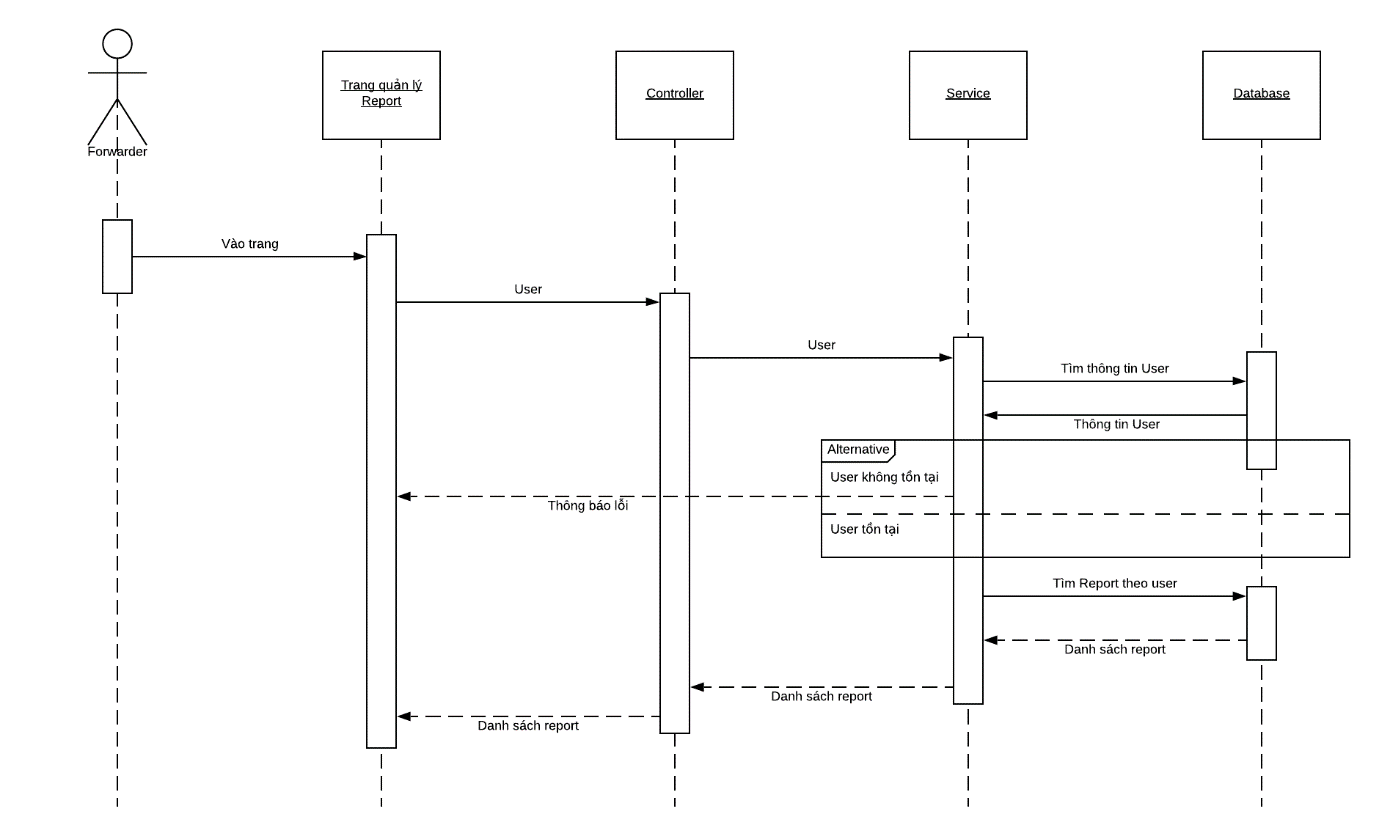 Trang quản lý
Report
Controller
Service
Database
Forwarder
Vào trang
User
User
Tìm thông tin User
Thông tin User
Alternative
User không tồn tại
Thông báo lỗi
User tồn tại
Tìm Report theo user
Danh sách report
Danh sách report
Danh sách report